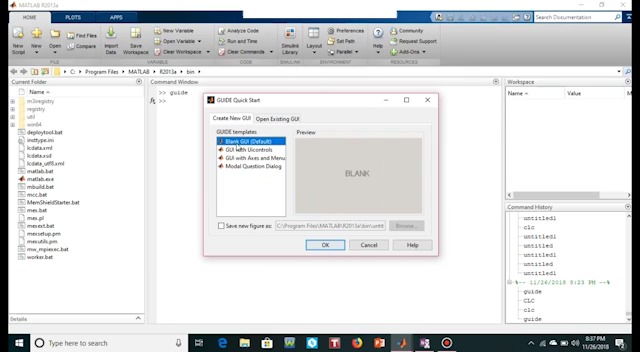 MATLAB R2013a
HOME PLOTS APPS
Search Documentation
New Script
New
Open
Find Files
Compare
Import Data
Save Workspace
New Variable
Open Variable
Clear Workspace
Analyze Code
Run and Time
Clear Commands
Simulink Library
Layout
Preferences
Set Path
Parallel
Help
Community
Request Support
Add-Ons
FILE VARIABLE CODE SIMULINK ENVIRONMENT RESOURCES
C: Program Files MATLAB R2013a bin
Current Folder
Name
m3iregistry
registry
util
win64
deploytool.bat
insttype.ini
lcdata.xml
lcdata.xsd
lcdata_utf8.xml
matlab.bat
matlab.exe
mbuild.bat
mcc.bat
MemShieldStarter.bat
mex.bat
mex.pl
mexext.bat
mexsetup.pm
mexutils.pm
mw_mpiexec.bat
worker.bat
Details
Command Window
>> guide
fx >>
GUIDE Quick Start
Create New GUI Open Existing GUI
GUIDE templates
Blank GUI (Default)
GUI with Uicontrols
GUI with Axes and Menu
Modal Question Dialog
Preview
BLANK
Save new figure as: C:\Program Files\MATLAB\R2013a\bin\untitl
Browse...
OK Cancel Help
Workspace
Name Value
Command History
untitled1
clc
untitled1
untitled
untitled
untitled1
untitled1
%-- 11/26/2018 8:23 PM --%
guide
CLC
clc
guide
Type here to search
8:37 PM
11/26/2018